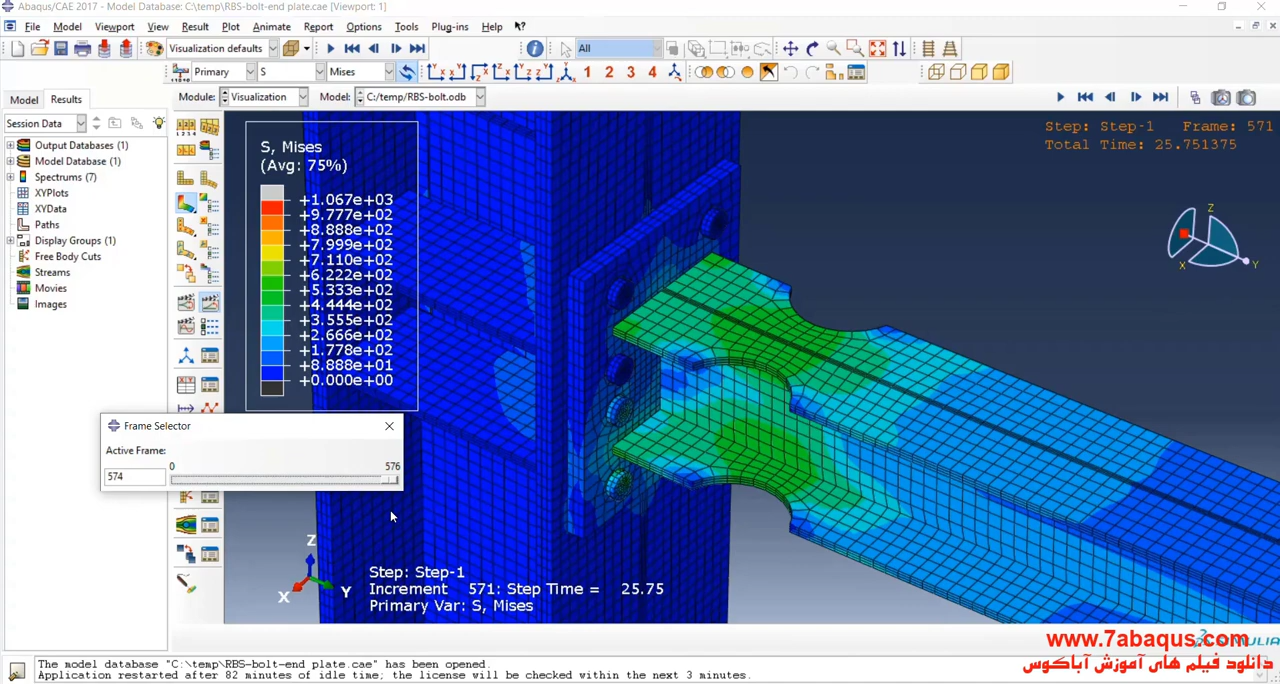 Abaqus/CAE 2017 - Model Database: C:\temp\RBS-bolt-end plate.cae [Viewport: 1]
File Model Viewport View Result Plot Animate Report Options Tools Plug-ins Help
Visualization defaults All
Primary S Mises 1 2 3 4
Model Results Module: Visualization Model: C:/temp/RBS-bolt.odb
Session Data
Output Databases (1)
Model Database (1)
Spectrums (7)
XYPlots
XYData
Paths
Display Groups (1)
Free Body Cuts
Streams
Movies
Images
S, Mises
(Avg: 75%)
+1.067e+03
+9.777e+02
+8.888e+02
+7.999e+02
+7.110e+02
+6.222e+02
+5.333e+02
+4.444e+02
+3.555e+02
+2.666e+02
+1.778e+02
+8.888e+01
+0.000e+00
Step: Step-1 Frame: 571
Total Time: 25.751375
Z
X Y
Frame Selector
Active Frame:
0 576
574
Z
Y
X
Step: Step-1
Increment 571: Step Time = 25.75
Primary Var: S, Mises
www.7abaqus.com
دانلود فیلم های آموزش آباکوس
The model database "C:\temp\RBS-bolt-end plate.cae" has been opened.
Application restarted after 82 minutes of idle time; the license will be checked within the next 3 minutes.